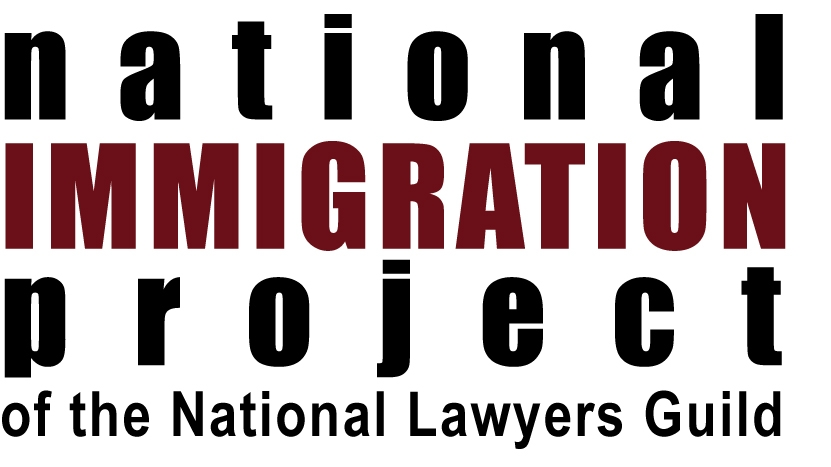 national
IMMIGRATION
project
of the National Lawyers Guild